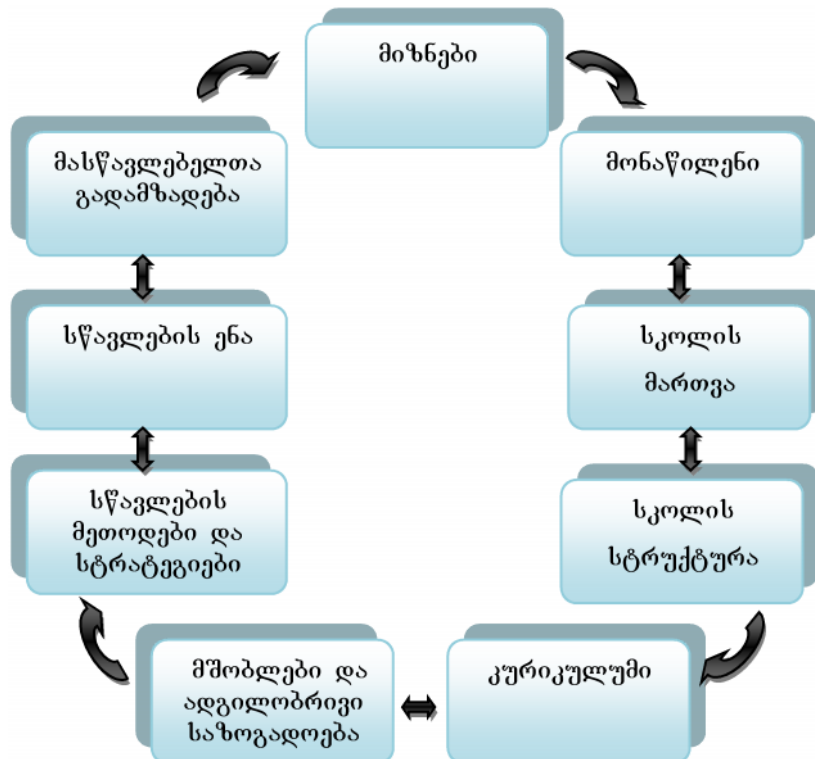 მიზნები
მონაწილენი
სკოლის
მართვა
სკოლის
სტრუქტურა
კურიკულუმი
მშობლები და
ადგილობრივი
საზოგადოება
სწავლების
მეთოდები და
სტრატეგიები
სწავლების ენა
მასწავლებელთა
გადამზადება